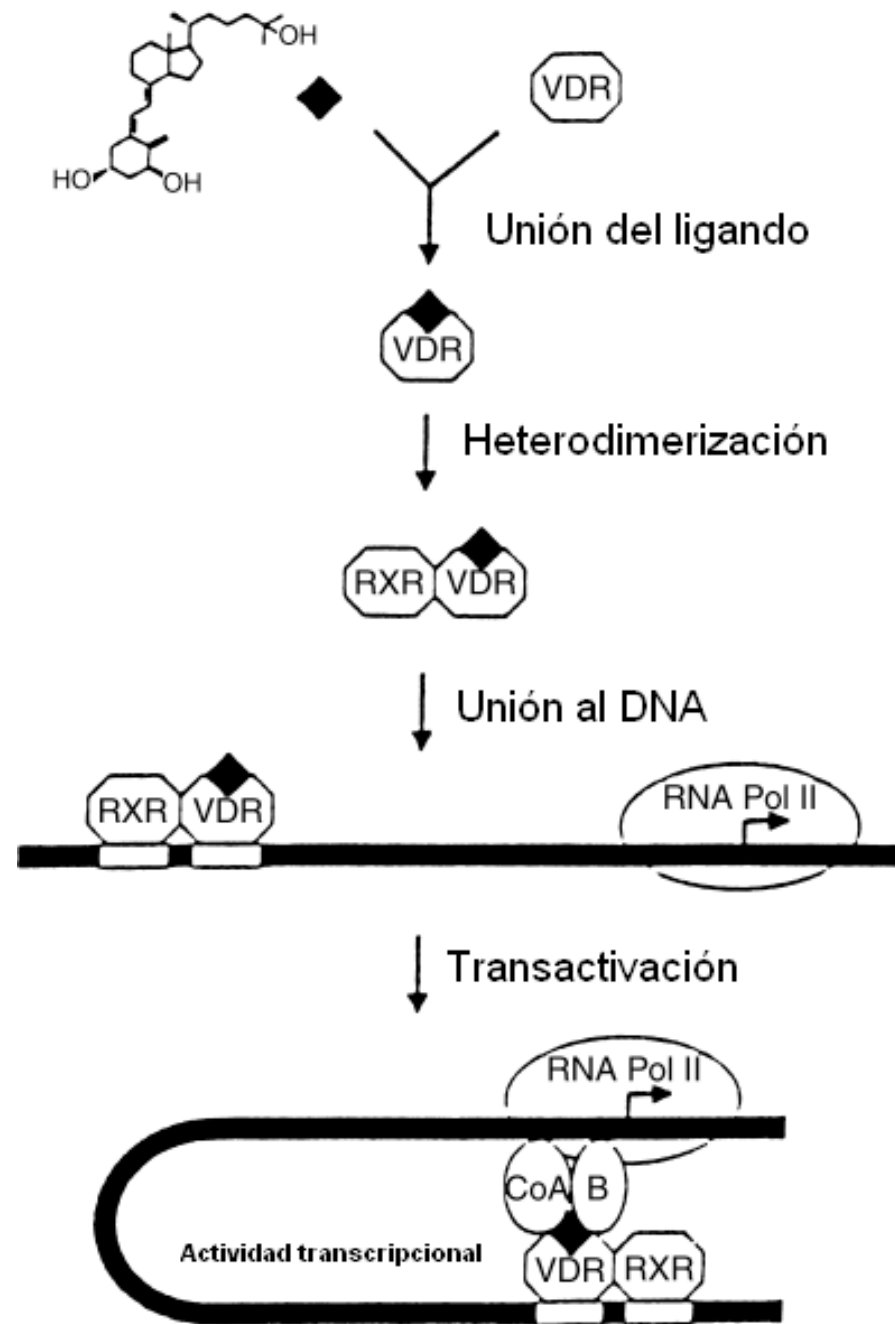 OH
VDR
HO
OH
Unión del ligando
VDR
Heterodimerización
RXR VDR
Unión al DNA
RXR VDR
RNA Pol II
Transactivación
RNA Pol II
CoA B
Actividad transcripcional
VDR RXR